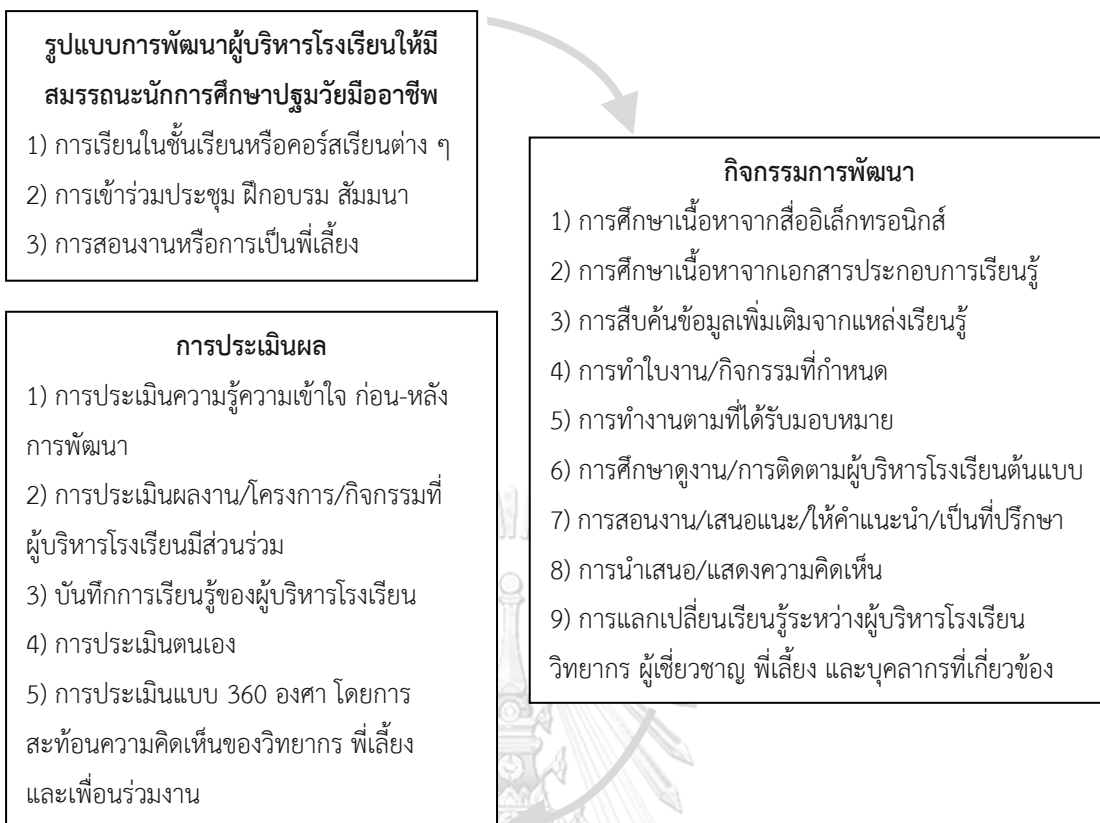 รูปแบบการพัฒนาผู้บริหารโรงเรียนให้มี
สมรรถนะนักการศึกษาปฐมวัยมืออาชีพ
1) การเรียนในชั้นเรียนหรือคอร์สเรียนต่าง ๆ
2) การเข้าร่วมประชุม ฝึกอบรม สัมมนา
3) การสอนงานหรือการเป็นพี่เลี้ยง
กิจกรรมการพัฒนา
1) การศึกษาเนื้อหาจากสื่ออิเล็กทรอนิกส์
2) การศึกษาเนื้อหาจากเอกสารประกอบการเรียนรู้
3) การสืบค้นข้อมูลเพิ่มเติมจากแหล่งเรียนรู้
4) การทำใบงาน/กิจกรรมที่กำหนด
5) การทำงานตามที่ได้รับมอบหมาย
6) การศึกษาดูงาน/การติดตามผู้บริหารโรงเรียนต้นแบบ
7) การสอนงาน/เสนอแนะ/ให้คำแนะนำ/เป็นที่ปรึกษา
8) การนำเสนอ/แสดงความคิดเห็น
9) การแลกเปลี่ยนเรียนรู้ระหว่างผู้บริหารโรงเรียน
วิทยากร ผู้เชี่ยวชาญ พี่เลี้ยง และบุคลากรที่เกี่ยวข้อง
การประเมินผล
1) การประเมินความรู้ความเข้าใจ ก่อน-หลัง
การพัฒนา
2) การประเมินผลงาน/โครงการ/กิจกรรมที่
ผู้บริหารโรงเรียนมีส่วนร่วม
3) บันทึกการเรียนรู้ของผู้บริหารโรงเรียน
4) การประเมินตนเอง
5) การประเมินแบบ 360 องศา โดยการ
สะท้อนความคิดเห็นของวิทยากร พี่เลี้ยง
และเพื่อนร่วมงาน